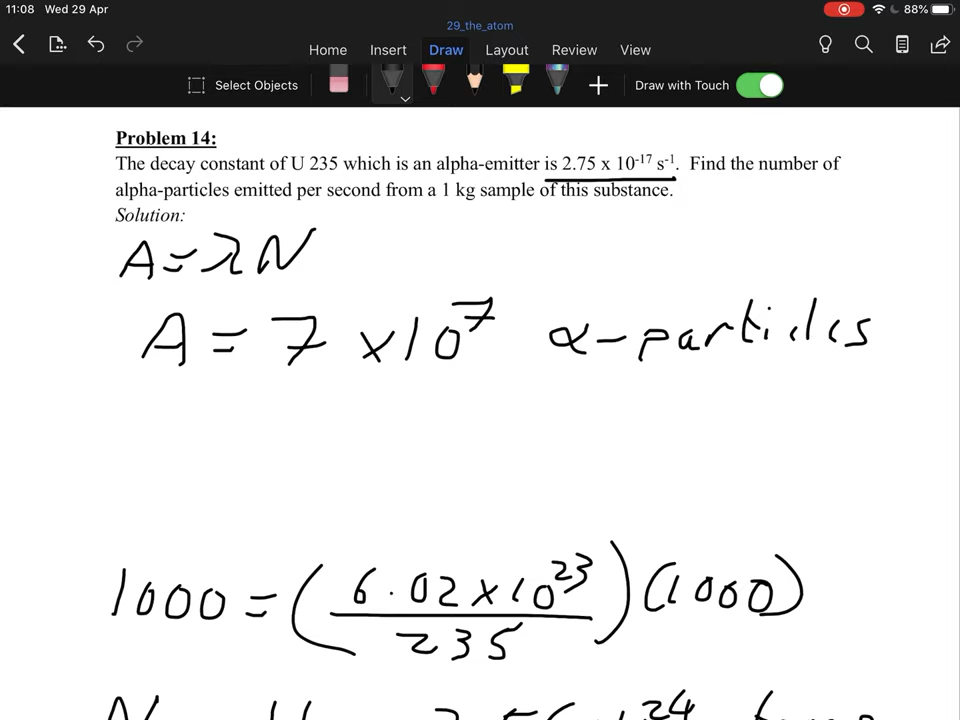 11:08 Wed 29 Apr 88%
29_the_atom
Home Insert Draw Layout Review View
Select Objects Draw with Touch
Problem 14:
The decay constant of U 235 which is an alpha-emitter is 2.75 x 10⁻¹⁷ s⁻¹. Find the number of
alpha-particles emitted per second from a 1 kg sample of this substance.
Solution:
A = λN
A = 7 × 10⁷ α-particles
1000 = (6.02 × 10²³ / 235) (1000)